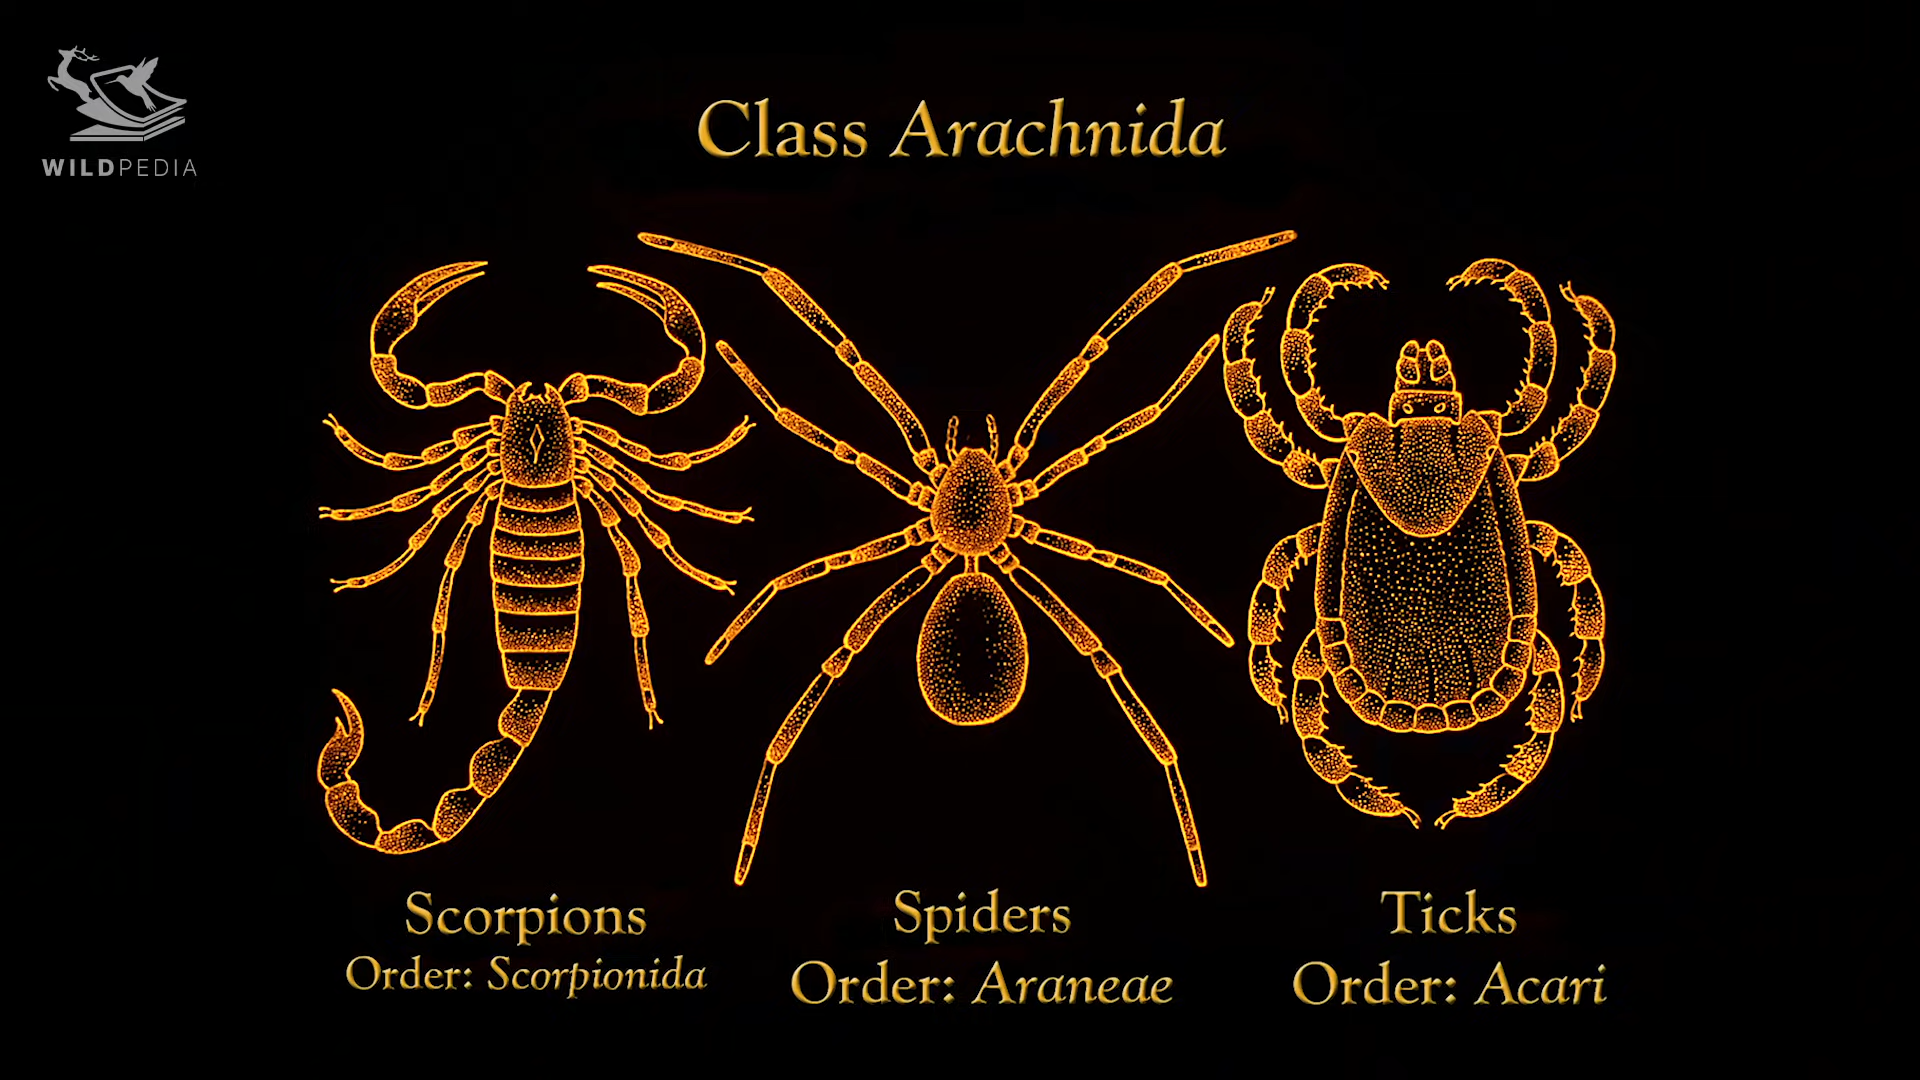 WILDPEDIA
Class Arachnida
Scorpions
Order: Scorpionida
Spiders
Order: Araneae
Ticks
Order: Acari